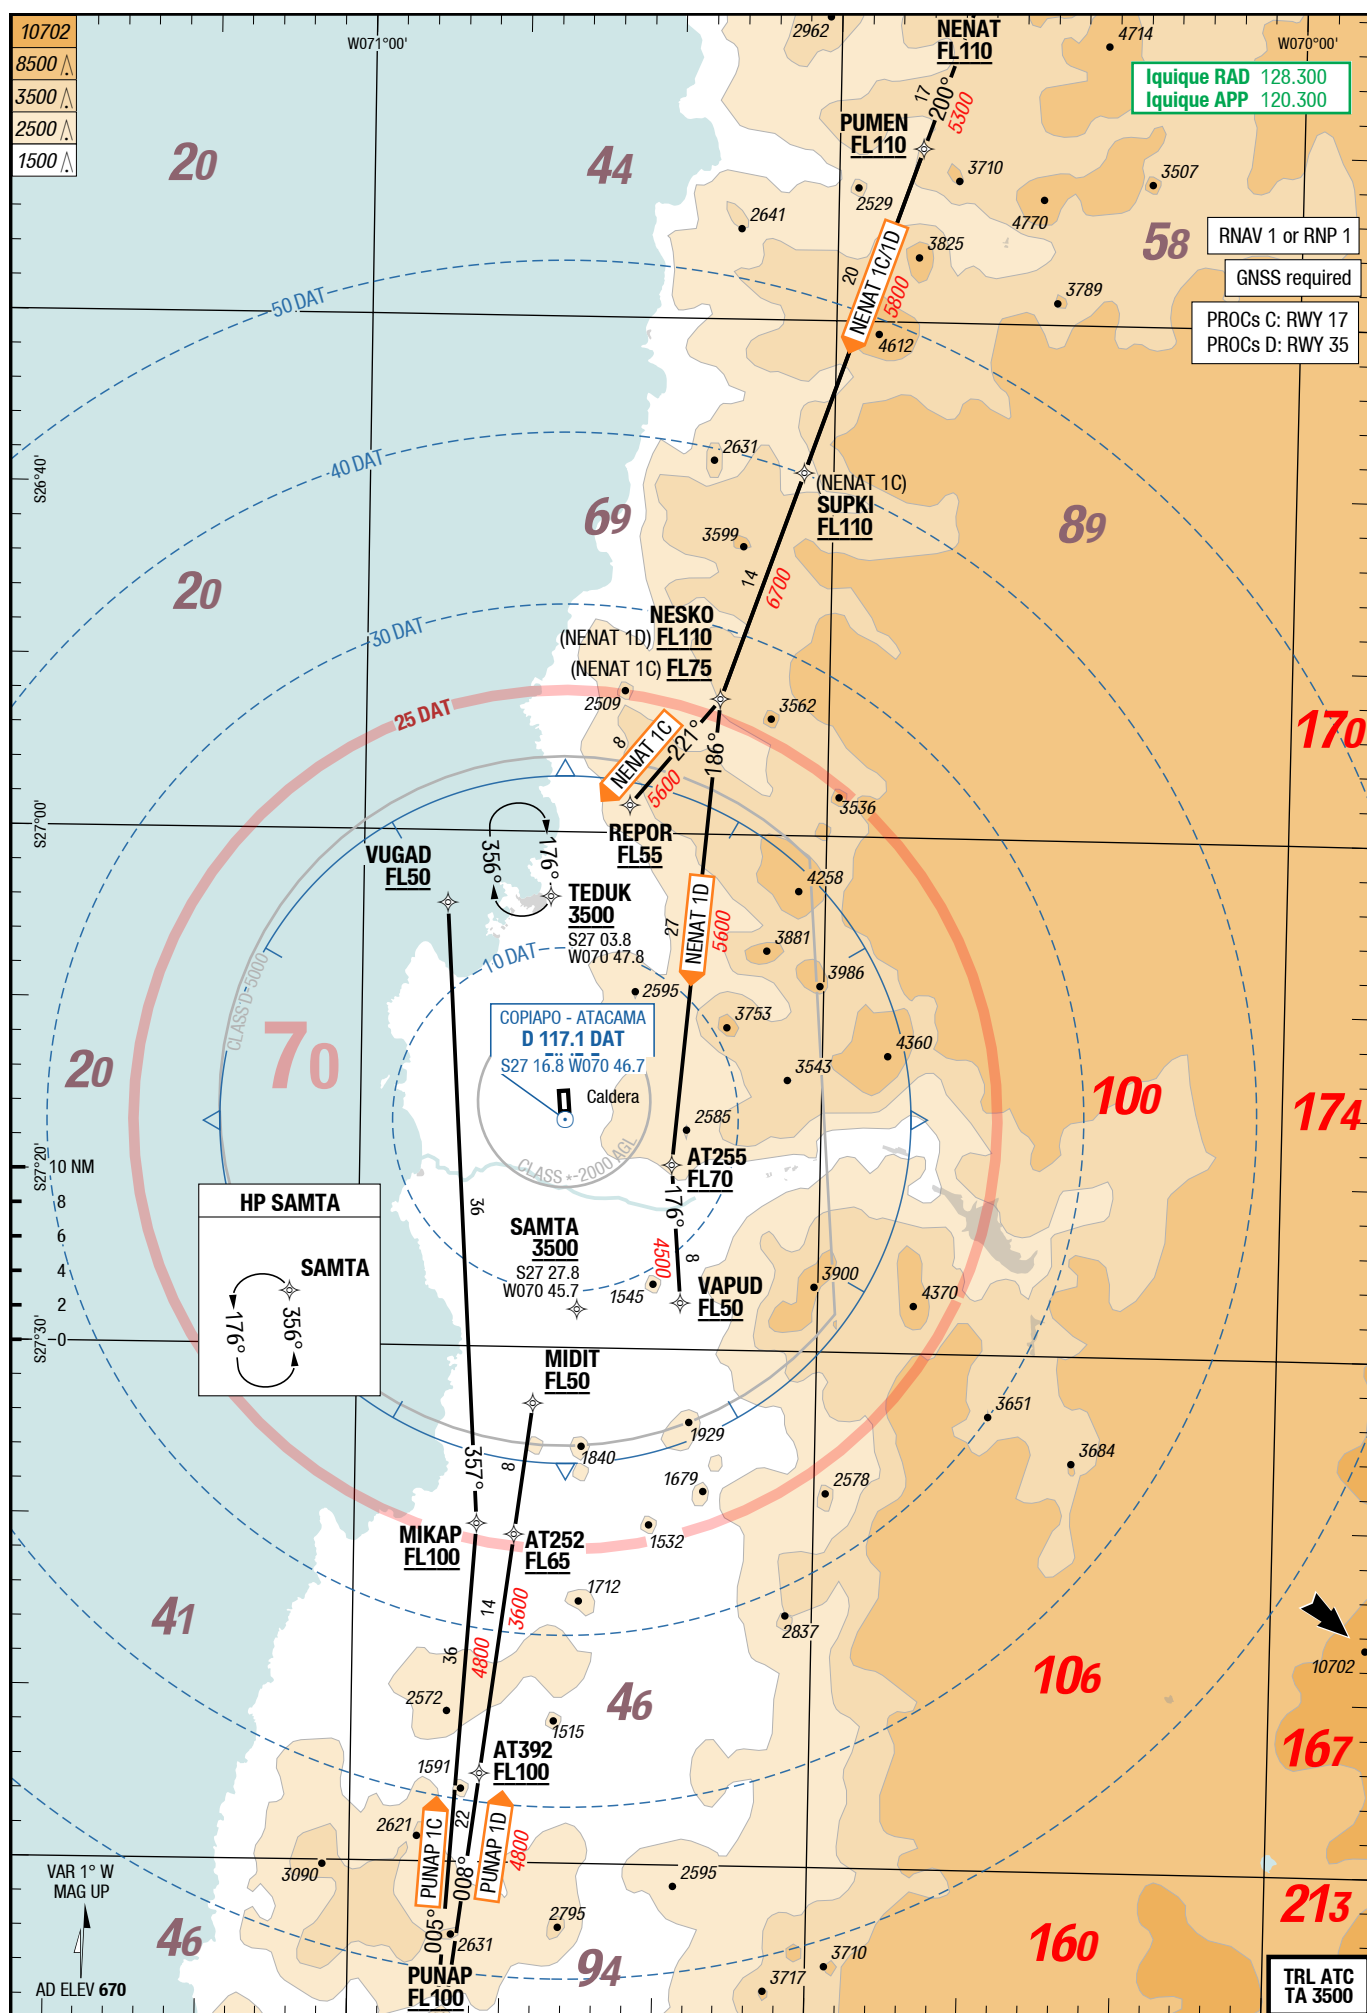 10702
8500
3500
2500
1500
W071°00'
W070°00'
2962
NENAT
FL110
4714
Iquique RAD 128.300
Iquique APP 120.300
17
200°
5300
PUMEN
FL110
20
44
3710
3507
2529
4770
2641
58
RNAV 1 or RNP 1
3825
GNSS required
20
NENAT 1C/1D
5800
3789
50 DAT
PROCs C: RWY 17
PROCs D: RWY 35
4612
40 DAT
2631
S26°40'
(NENAT 1C)
SUPKI
FL110
69
89
3599
14
6700
20
30 DAT
NESKO
(NENAT 1D) FL110
(NENAT 1C) FL75
2509
25 DAT
3562
170
8
NENAT 1C
221°
186°
5600
3536
S27°00'
REPOR
FL55
VUGAD
FL50
356°
176°
4258
TEDUK
3500
S27 03.8
W070 47.8
27
NENAT 1D
5600
3881
CLASS D-5000
10 DAT
2595
3986
COPIAPO - ATACAMA
D 117.1 DAT
S27 16.8 W070 46.7
3753
70
4360
20
3543
Caldera
100
174
2585
CLASS *-2000 AGL
S27°20'
10 NM
AT255
FL70
8
HP SAMTA
36
176°
6
SAMTA
3500
S27 27.8
W070 45.7
4500
8
4
SAMTA
1545
VAPUD
FL50
3900
4370
2
176°
356°
S27°30'
0
MIDIT
FL50
3651
1929
357°
8
1840
3684
1679
2578
MIKAP
FL100
AT252
FL65
1532
14
3600
1712
41
2837
36
4800
10702
106
2572
46
1515
167
AT392
FL100
1591
PUNAP 1C
22
PUNAP 1D
4800
2621
3090
2595
VAR 1° W
MAG UP
008°
005°
213
46
2795
2631
160
94
3710
PUNAP
FL100
3717
AD ELEV 670
TRL ATC
TA 3500